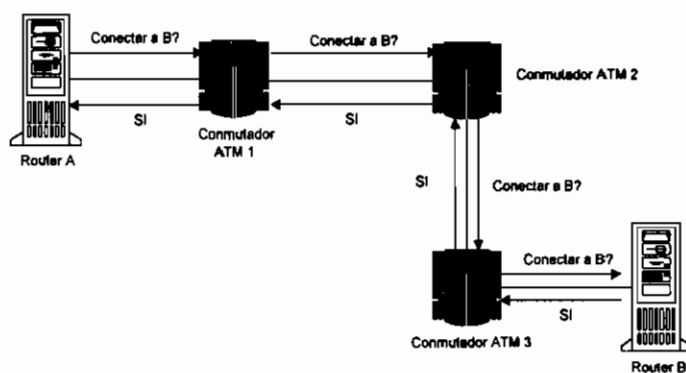 Conectar a B?
Conectar a B?
Conmutador ATM 2
SI
SI
Conmutador
ATM 1
Router A
SI
Conectar a B?
Conectar a B?
SI
Conmutador ATM 3
Router B